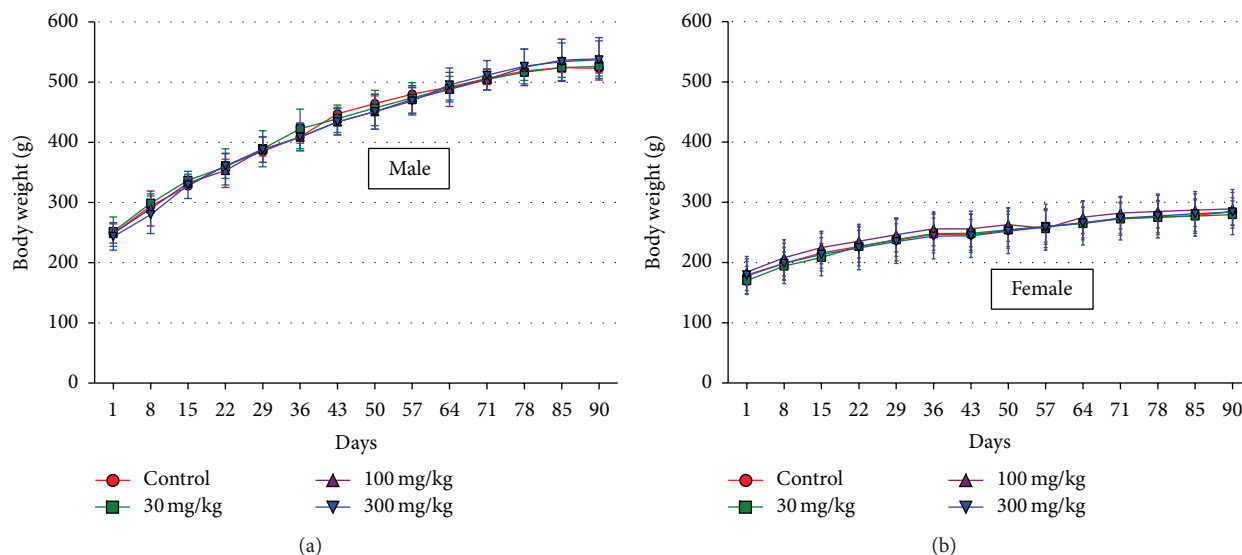 600
500
400
300
200
100
0
Body weight (g)
Male
1 8 15 22 29 36 43 50 57 64 71 78 85 90
Days
Control
100 mg/kg
30 mg/kg
300 mg/kg
(a)
600
500
400
300
200
100
0
Body weight (g)
Female
1 8 15 22 29 36 43 50 57 64 71 78 85 90
Days
Control
100 mg/kg
30 mg/kg
300 mg/kg
(b)